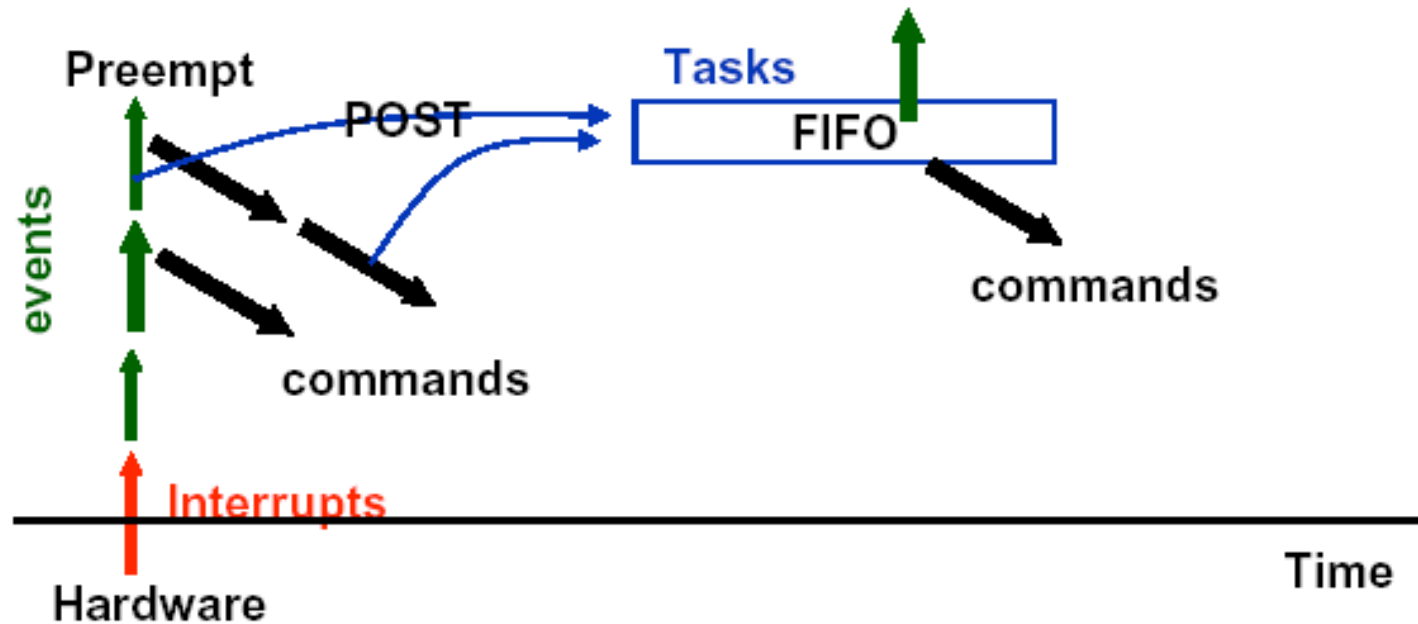 Preempt
Tasks
POST
FIFO
events
commands
commands
Interrupts
Time
Hardware